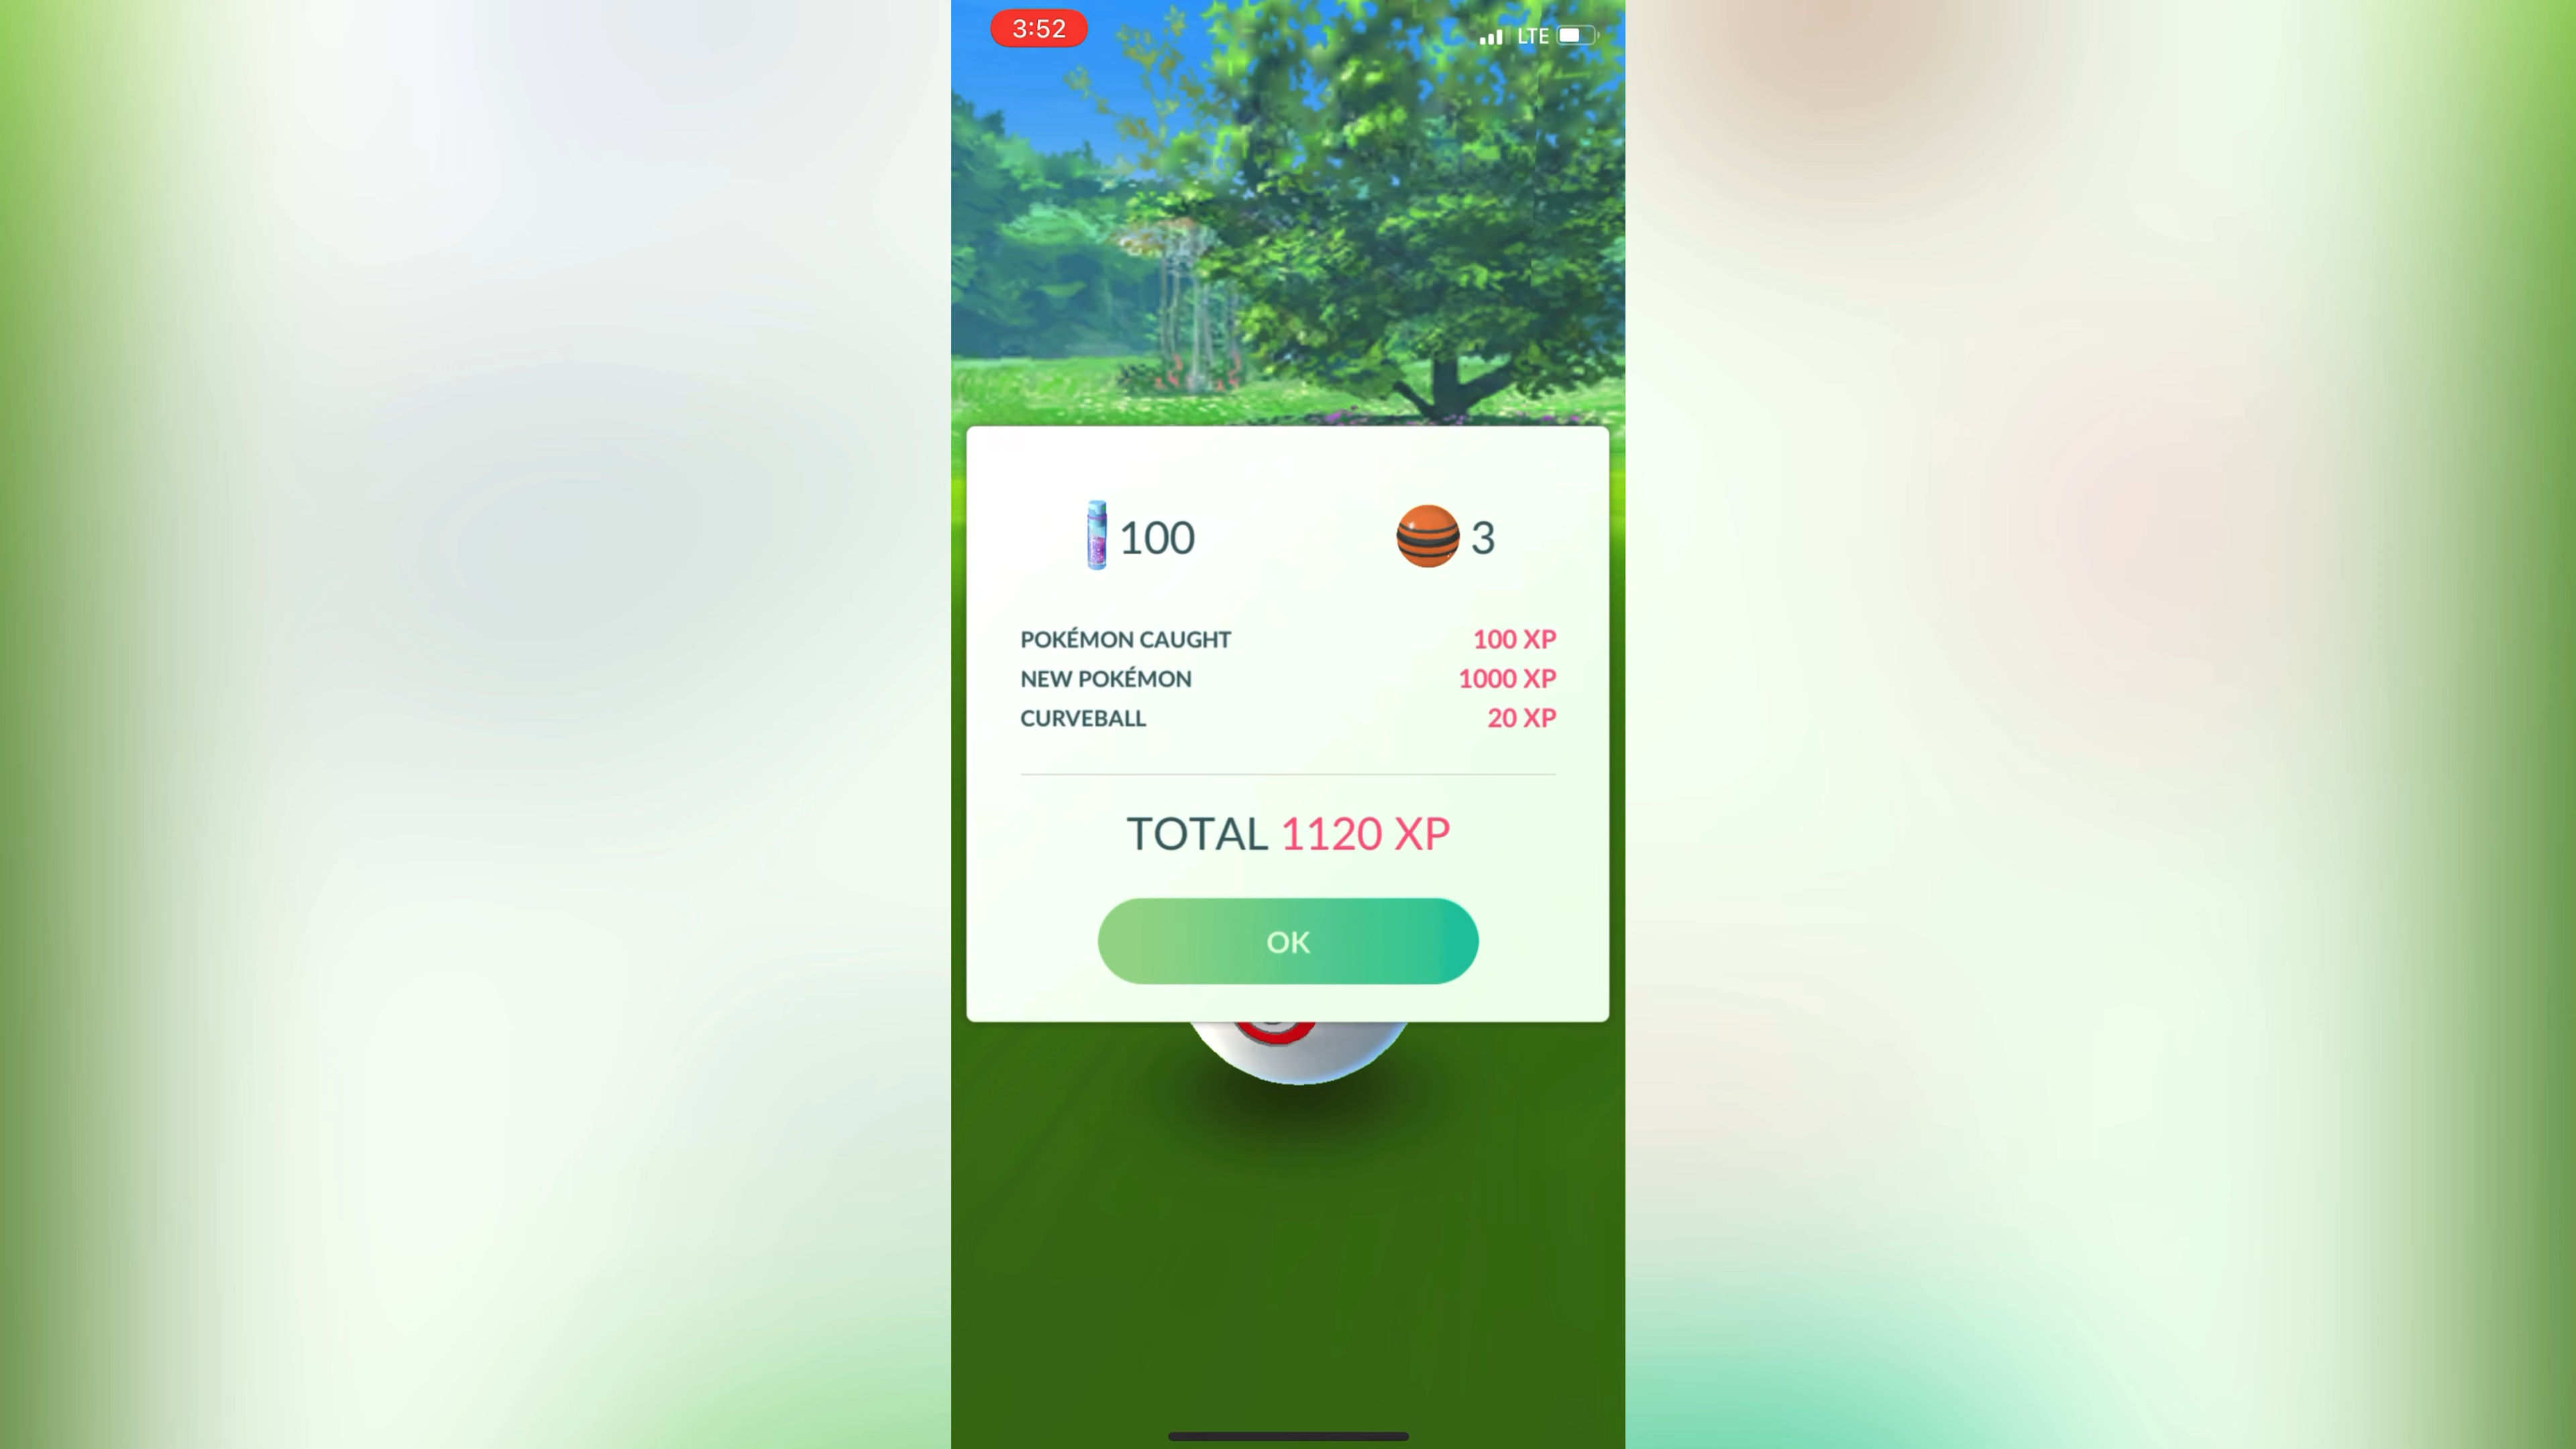 3:52
LTE
100
3
POKÉMON CAUGHT 100 XP
NEW POKÉMON 1000 XP
CURVEBALL 20 XP
TOTAL 1120 XP
OK